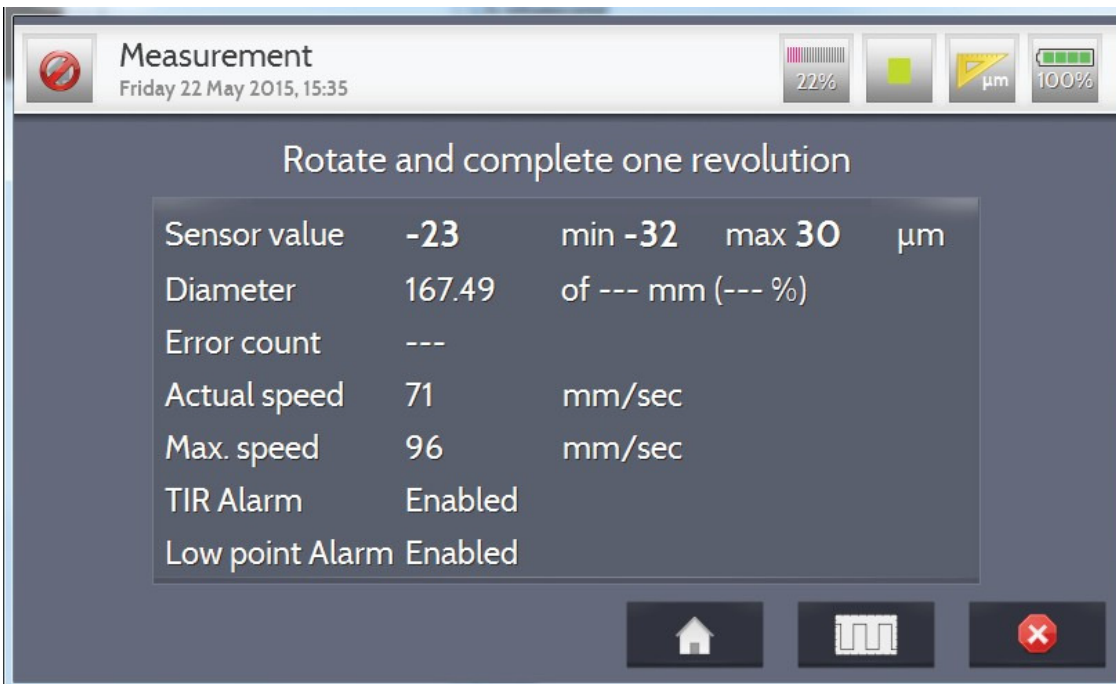 Measurement
Friday 22 May 2015, 15:35
22%
µm
100%
Rotate and complete one revolution
Sensor value -23 min -32 max 30 µm
Diameter 167.49 of --- mm (--- %)
Error count ---
Actual speed 71 mm/sec
Max. speed 96 mm/sec
TIR Alarm Enabled
Low point Alarm Enabled